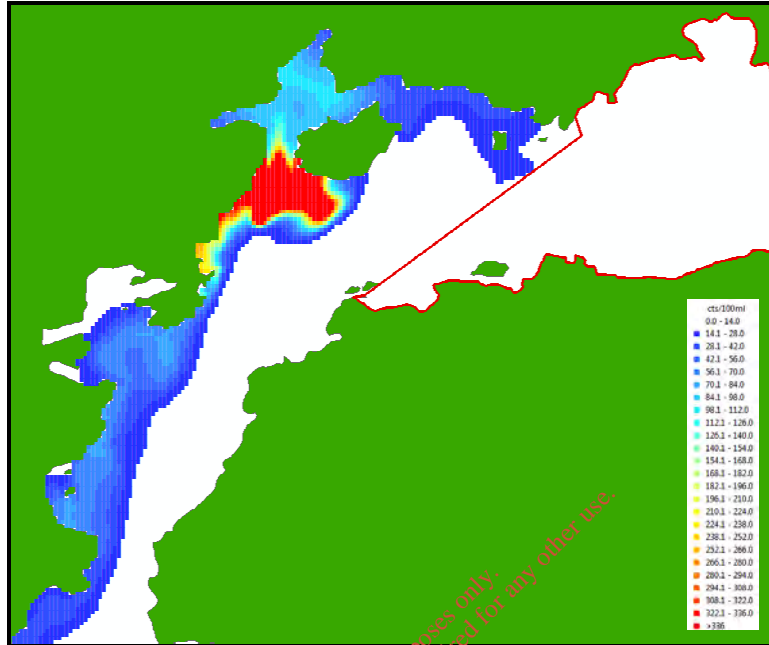 cts/100ml
0.0 - 14.0
14.1 - 28.0
28.1 - 42.0
42.1 - 56.0
56.1 - 70.0
70.1 - 84.0
84.1 - 98.0
98.1 - 112.0
112.1 - 126.0
126.1 - 140.0
140.1 - 154.0
154.1 - 168.0
168.1 - 182.0
182.1 - 196.0
196.1 - 210.0
210.1 - 224.0
224.1 - 238.0
238.1 - 252.0
252.1 - 266.0
266.1 - 280.0
280.1 - 294.0
294.1 - 308.0
308.1 - 322.0
322.1 - 336.0
>336
oses only.
ed for any other use.